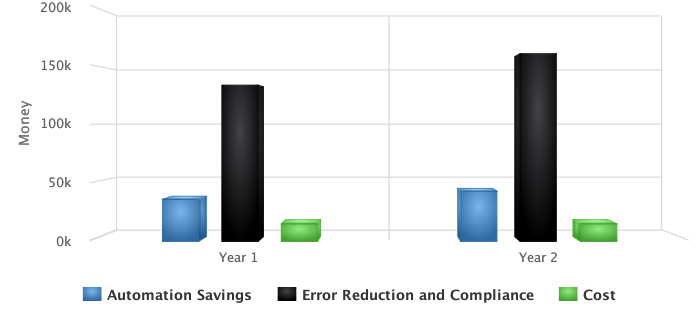 200k
150k
Money
100k
50k
0k
Year 1
Year 2
Automation Savings
Error Reduction and Compliance
Cost